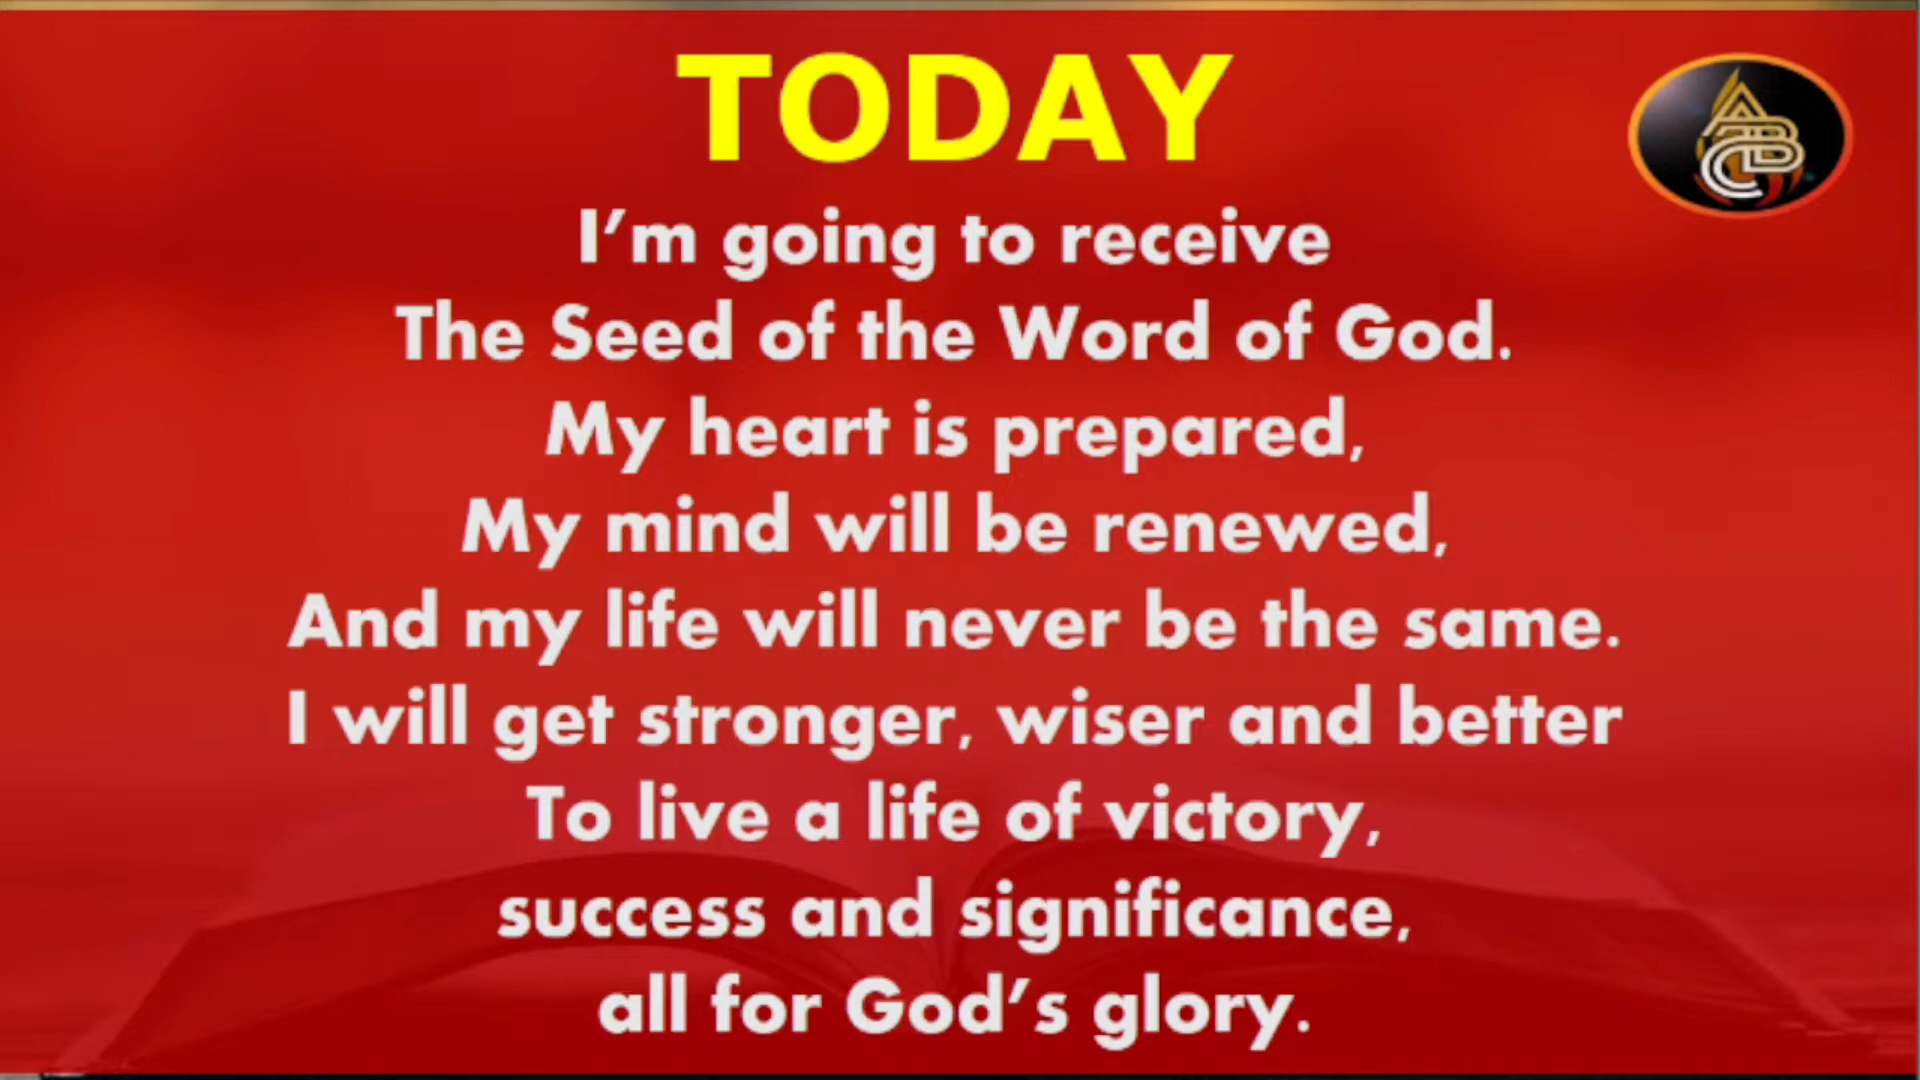 TODAY
I’m going to receive
The Seed of the Word of God.
My heart is prepared,
My mind will be renewed,
And my life will never be the same.
I will get stronger, wiser and better
To live a life of victory,
success and significance,
all for God’s glory.